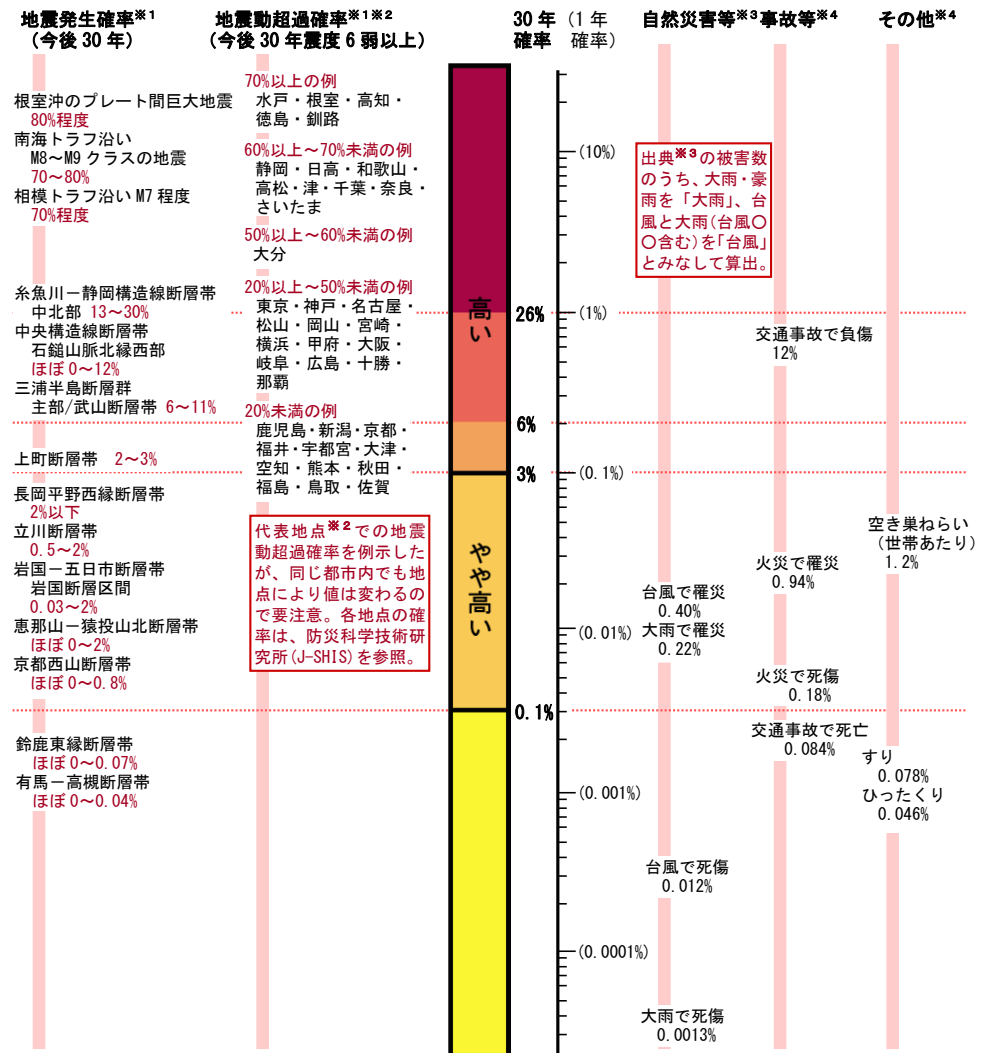 地震発生確率※1
(今後30年)
根室沖のプレート間巨大地震
80%程度
南海トラフ沿い
M8～M9クラスの地震
70～80%
相模トラフ沿いM7程度
70%程度
糸魚川－静岡構造線断層帯
中北部 13～30%
中央構造線断層帯
石鎚山脈北縁西部
ほぼ0～12%
三浦半島断層群
主部/武山断層帯 6～11%
上町断層帯 2～3%
長岡平野西縁断層帯
2%以下
立川断層帯
0.5～2%
岩国－五日市断層帯
岩国断層区間
0.03～2%
恵那山－猿投山北断層帯
ほぼ0～2%
京都西山断層帯
ほぼ0～0.8%
鈴鹿東縁断層帯
ほぼ0～0.07%
有馬－高槻断層帯
ほぼ0～0.04%
地震動超過確率※1※2
(今後30年震度6弱以上)
70%以上の例
水戸・根室・高知・
徳島・釧路
60%以上～70%未満の例
静岡・日高・和歌山・
高松・津・千葉・奈良・
さいたま
50%以上～60%未満の例
大分
20%以上～50%未満の例
東京・神戸・名古屋・
松山・岡山・宮崎・
横浜・甲府・大阪・
岐阜・広島・十勝・
那覇
20%未満の例
鹿児島・新潟・京都・
福井・宇都宮・大津・
空知・熊本・秋田・
福島・鳥取・佐賀
代表地点※2での地震
動超過確率を例示した
が、同じ都市内でも地
点により値は変わるの
で要注意。各地点の確
率は、防災科学技術研
究所(J-SHIS)を参照。
高い
やや高い
30年
確率
(1年
確率)
26%
6%
3%
0.1%
(10%)
(1%)
(0.1%)
(0.01%)
(0.001%)
(0.0001%)
自然災害等※3
出典※3の被害数
のうち、大雨・豪
雨を「大雨」、台
風と大雨(台風〇
〇含む)を「台風」
とみなして算出。
台風で罹災
0.40%
大雨で罹災
0.22%
台風で死傷
0.012%
大雨で死傷
0.0013%
事故等※4
交通事故で負傷
12%
火災で罹災
0.94%
火災で死傷
0.18%
交通事故で死亡
0.084%
その他※4
空き巣ねらい
(世帯あたり)
1.2%
すり
0.078%
ひったくり
0.046%